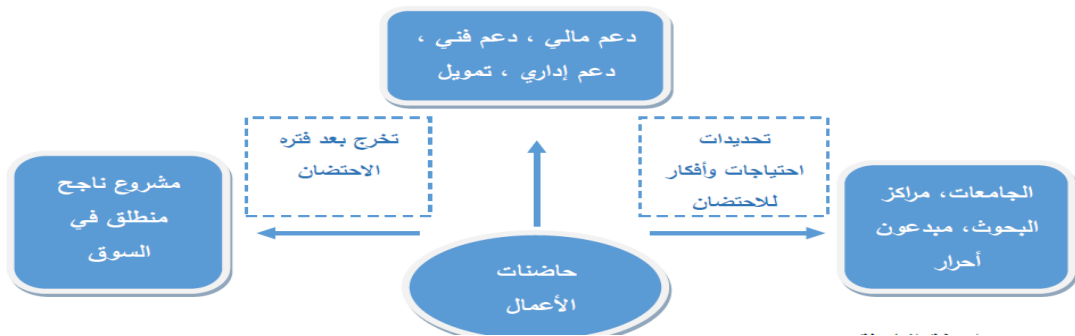 دعم مالي ، دعم فني ،
دعم إداري ، تمويل
تحديدات
احتياجات وأفكار
للاحتضان
تخرج بعد فتره
الاحتضان
الجامعات، مراكز
البحوث، مبدعون
أحرار
مشروع ناجح
منطلق في
السوق
حاضنات
الأعمال